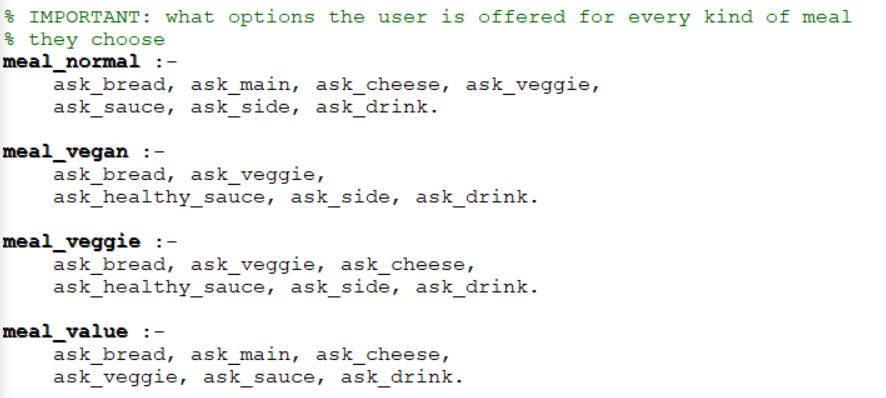 % IMPORTANT: what options the user is offered for every kind of meal
% they choose
meal_normal :-
    ask_bread, ask_main, ask_cheese, ask_veggie,
    ask_sauce, ask_side, ask_drink.

meal_vegan :-
    ask_bread, ask_veggie,
    ask_healthy_sauce, ask_side, ask_drink.

meal_veggie :-
    ask_bread, ask_veggie, ask_cheese,
    ask_healthy_sauce, ask_side, ask_drink.

meal_value :-
    ask_bread, ask_main, ask_cheese,
    ask_veggie, ask_sauce, ask_drink.